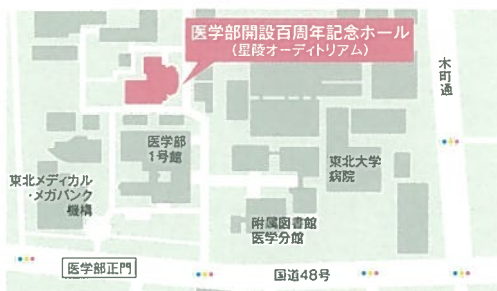 医学部開設百周年記念ホール
(星陵オーディトリアム)
木町通
医学部
1号館
東北大学
病院
東北メディカル
・メガバンク
機構
附属図書館
医学分館
医学部正門
国道48号